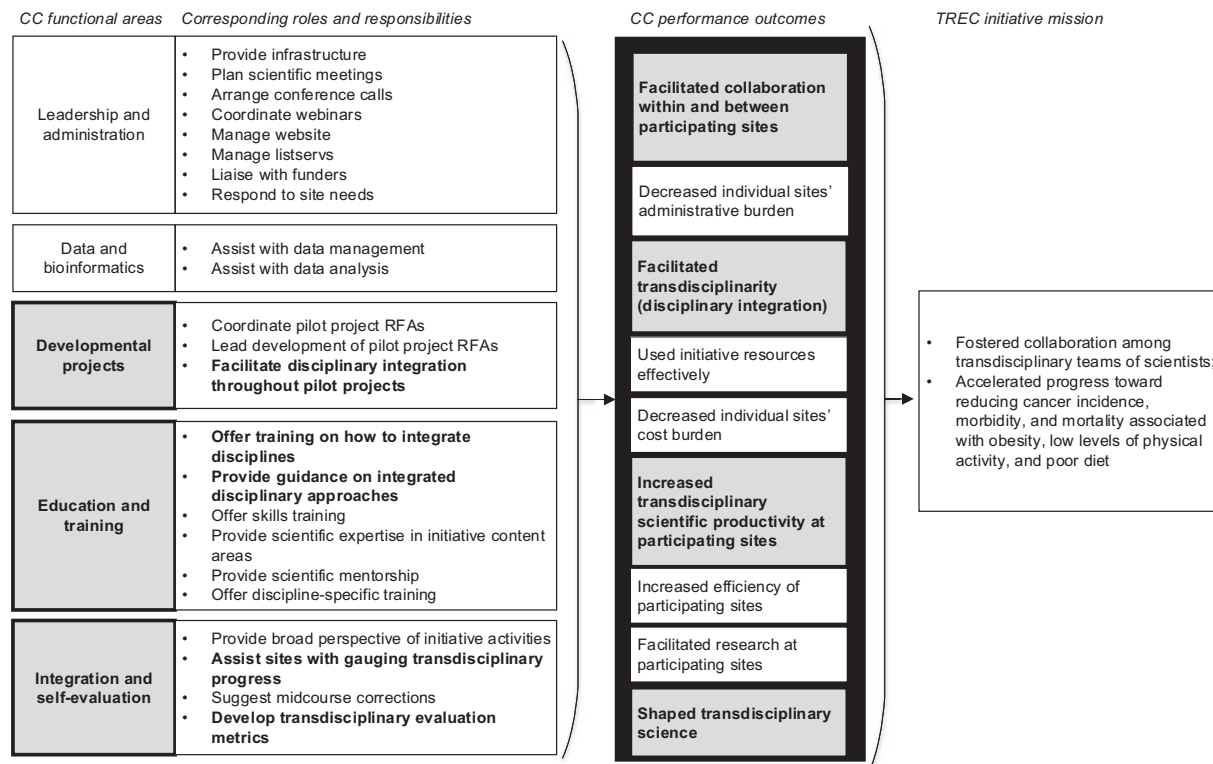 CC functional areas
Corresponding roles and responsibilities
CC performance outcomes
TREC initiative mission
Leadership and
administration
• Provide infrastructure
• Plan scientific meetings
• Arrange conference calls
• Coordinate webinars
• Manage website
• Manage listservs
• Liaise with funders
• Respond to site needs
Data and
bioinformatics
• Assist with data management
• Assist with data analysis
Developmental
projects
• Coordinate pilot project RFAs
• Lead development of pilot project RFAs
• Facilitate disciplinary integration
throughout pilot projects
Education and
training
• Offer training on how to integrate
disciplines
• Provide guidance on integrated
disciplinary approaches
• Offer skills training
• Provide scientific expertise in initiative content
areas
• Provide scientific mentorship
• Offer discipline-specific training
Integration and
self-evaluation
• Provide broad perspective of initiative activities
• Assist sites with gauging transdisciplinary
progress
• Suggest midcourse corrections
• Develop transdisciplinary evaluation
metrics
Facilitated collaboration
within and between
participating sites
Decreased individual sites'
administrative burden
Facilitated
transdisciplinarity
(disciplinary integration)
Used initiative resources
effectively
Decreased individual sites'
cost burden
Increased
transdisciplinary
scientific productivity at
participating sites
Increased efficiency of
participating sites
Facilitated research at
participating sites
Shaped transdisciplinary
science
• Fostered collaboration among
transdisciplinary teams of scientists;
• Accelerated progress toward
reducing cancer incidence,
morbidity, and mortality associated
with obesity, low levels of physical
activity, and poor diet